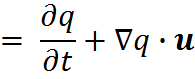 = ∂q/∂t + ∇q · u